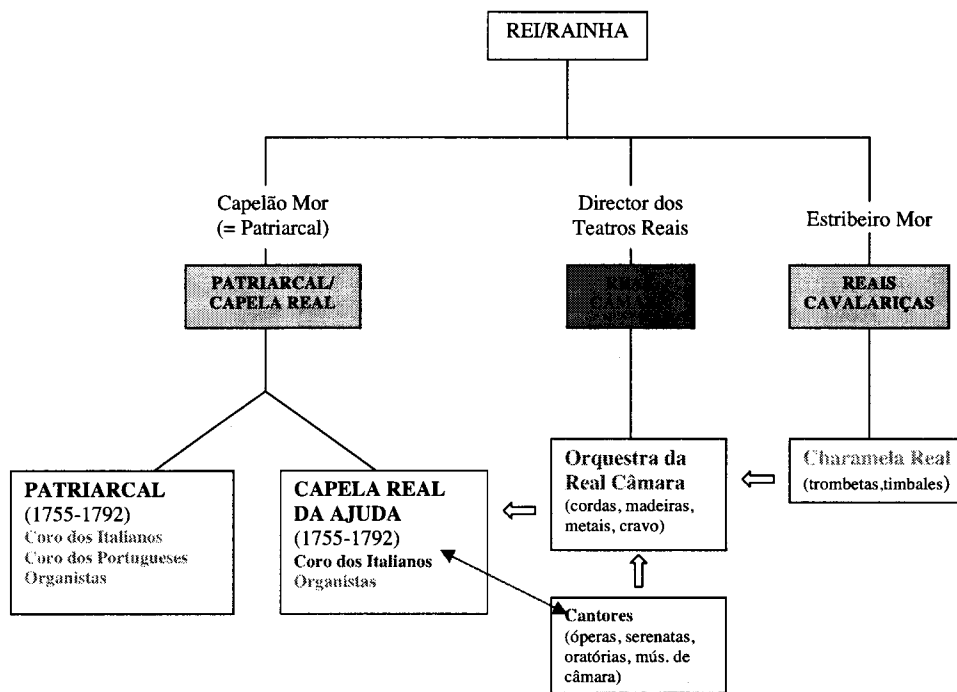 REI/RAINHA
Capelão Mor
(= Patriarcal)
Director dos
Teatros Reais
Estribeiro Mor
PATRIARCAL/
CAPELA REAL
REAL
CÂMARA
REAIS
CAVALARIÇAS
PATRIARCAL
(1755-1792)
Coro dos Italianos
Coro dos Portugueses
Organistas
CAPELA REAL
DA AJUDA
(1755-1792)
Coro dos Italianos
Organistas
Orquestra da
Real Câmara
(cordas, madeiras,
metais, cravo)
Charamela Real
(trombetas,timbales)
Cantores
(óperas, serenatas,
oratórias, mús. de
câmara)